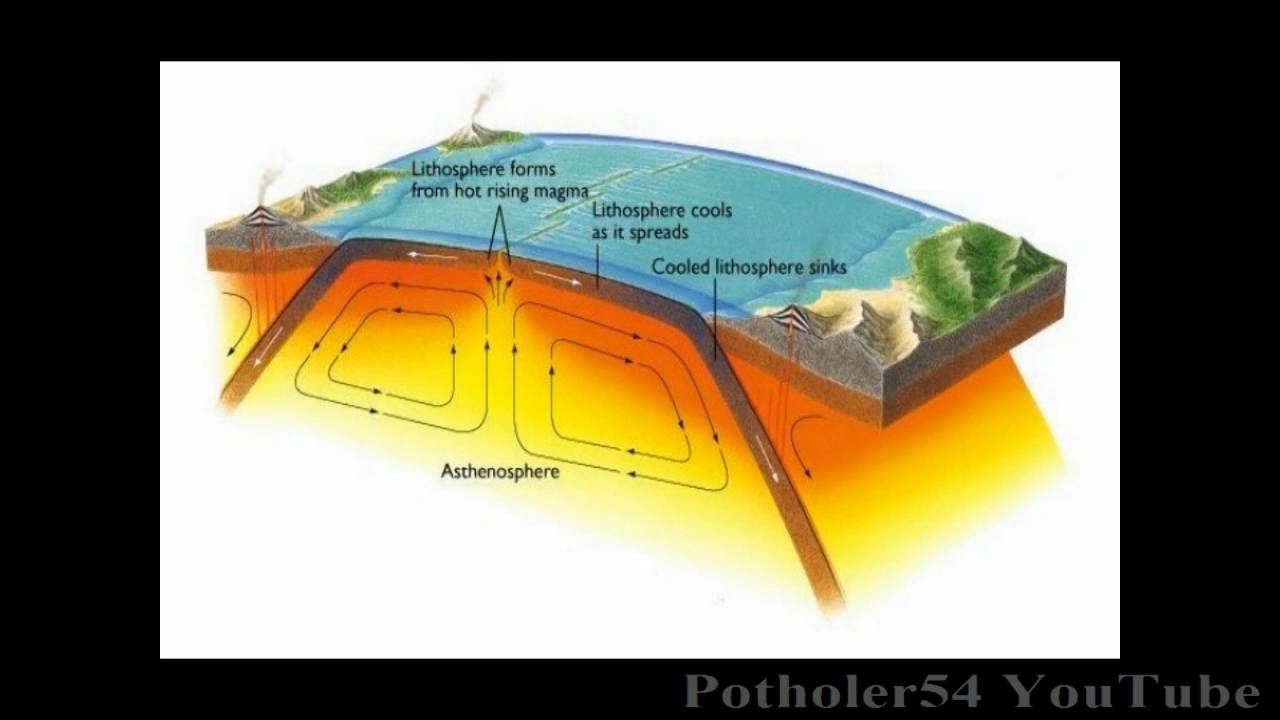 Lithosphere forms
from hot rising magma
Lithosphere cools
as it spreads
Cooled lithosphere sinks
Asthenosphere
Potholer54 YouTube